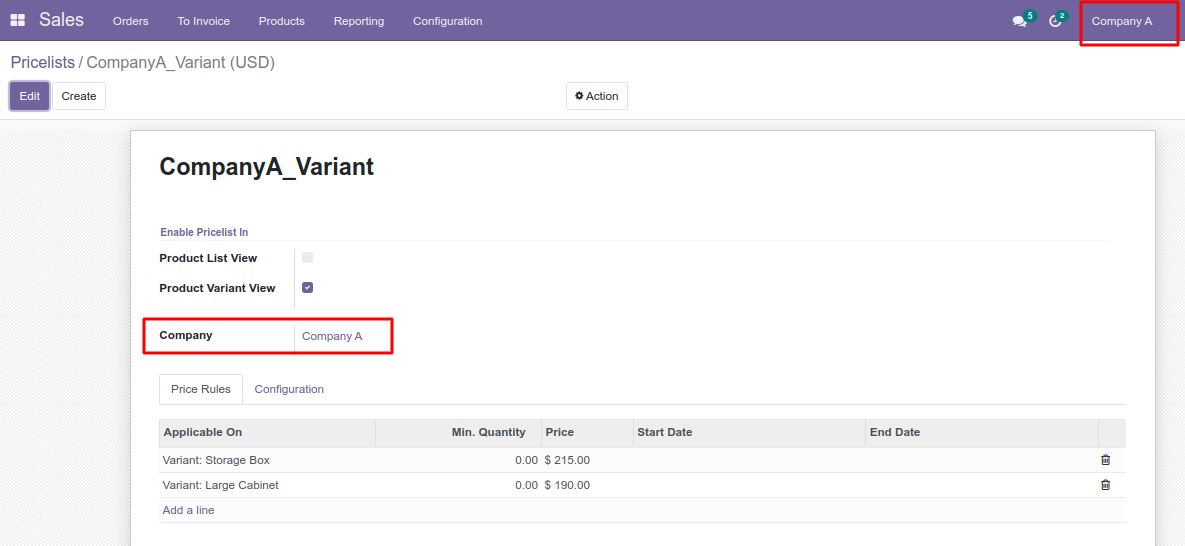 Sales Orders To Invoice Products Reporting Configuration 5 2 Company A
Pricelists / CompanyA_Variant (USD)
Edit Create Action
CompanyA_Variant
Enable Pricelist In
Product List View
Product Variant View
Company Company A
Price Rules Configuration
Applicable On Min. Quantity Price Start Date End Date
Variant: Storage Box 0.00 $ 215.00
Variant: Large Cabinet 0.00 $ 190.00
Add a line